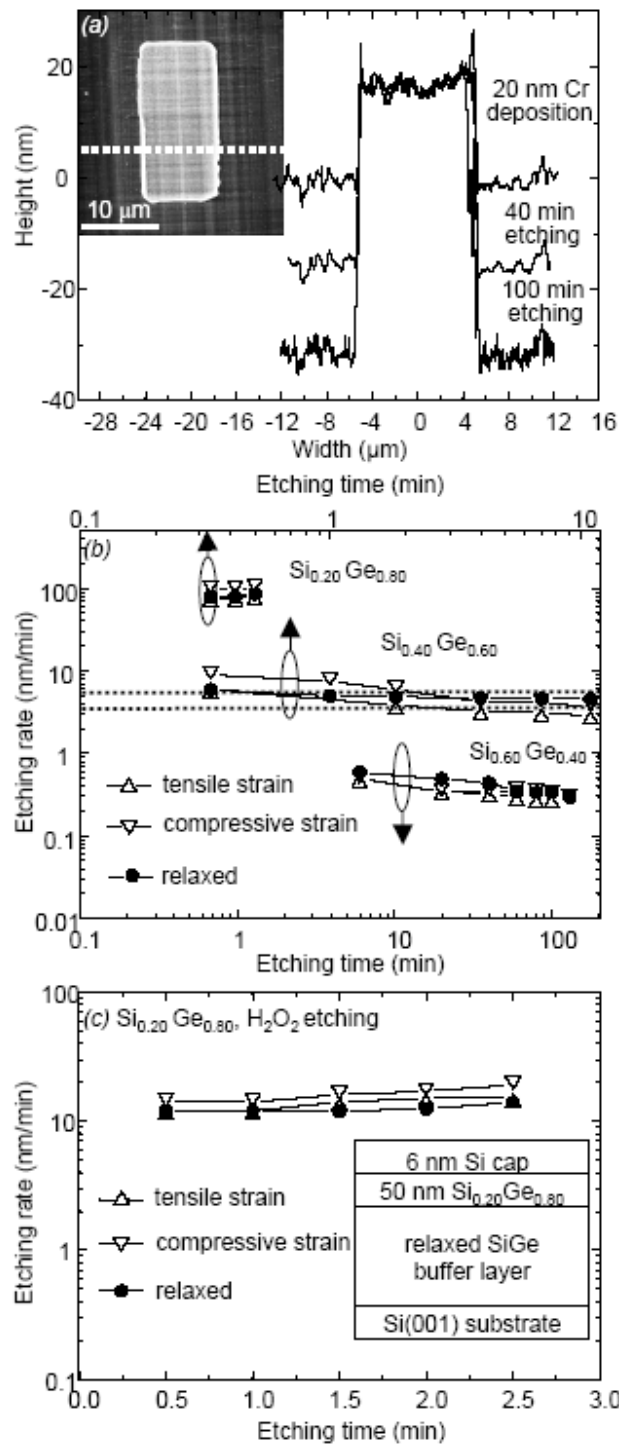 (a)
20
0
-20
-40
Height (nm)
10 μm
20 nm Cr
deposition
40 min
etching
100 min
etching
-28 -24 -20 -16 -12 -8 -4 0 4 8 12 16
Width (μm)
Etching time (min)
0.1 1 10
(b)
100
10
1
0.1
0.01
Etching rate (nm/min)
Si0.20 Ge0.80
Si0.40 Ge0.60
Si0.60 Ge0.40
tensile strain
compressive strain
relaxed
0.1 1 10 100
Etching time (min)
(c) Si0.20 Ge0.80, H2O2 etching
100
10
1
0.1
Etching rate (nm/min)
tensile strain
compressive strain
relaxed
6 nm Si cap
50 nm Si0.20Ge0.80
relaxed SiGe
buffer layer
Si(001) substrate
0.5 1.0 1.5 2.0 2.5 3.0
Etching time (min)